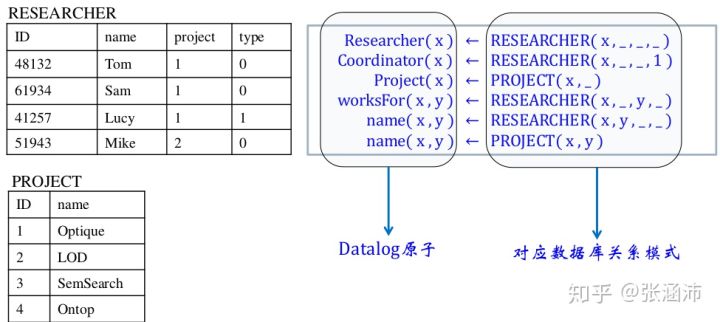 RESEARCHER
ID name project type
48132 Tom 1 0
61934 Sam 1 0
41257 Lucy 1 1
51943 Mike 2 0
PROJECT
ID name
1 Optique
2 LOD
3 SemSearch
4 Ontop
Researcher(x) ← RESEARCHER(x,_,_,_)
Coordinator(x) ← RESEARCHER(x,_,_,1)
Project(x) ← PROJECT(x,_)
worksFor(x,y) ← RESEARCHER(x,_,y,_)
name(x,y) ← RESEARCHER(x,y,_,_)
name(x,y) ← PROJECT(x,y)
Datalog原子
对应数据库关系模式
知乎 @张涵沛